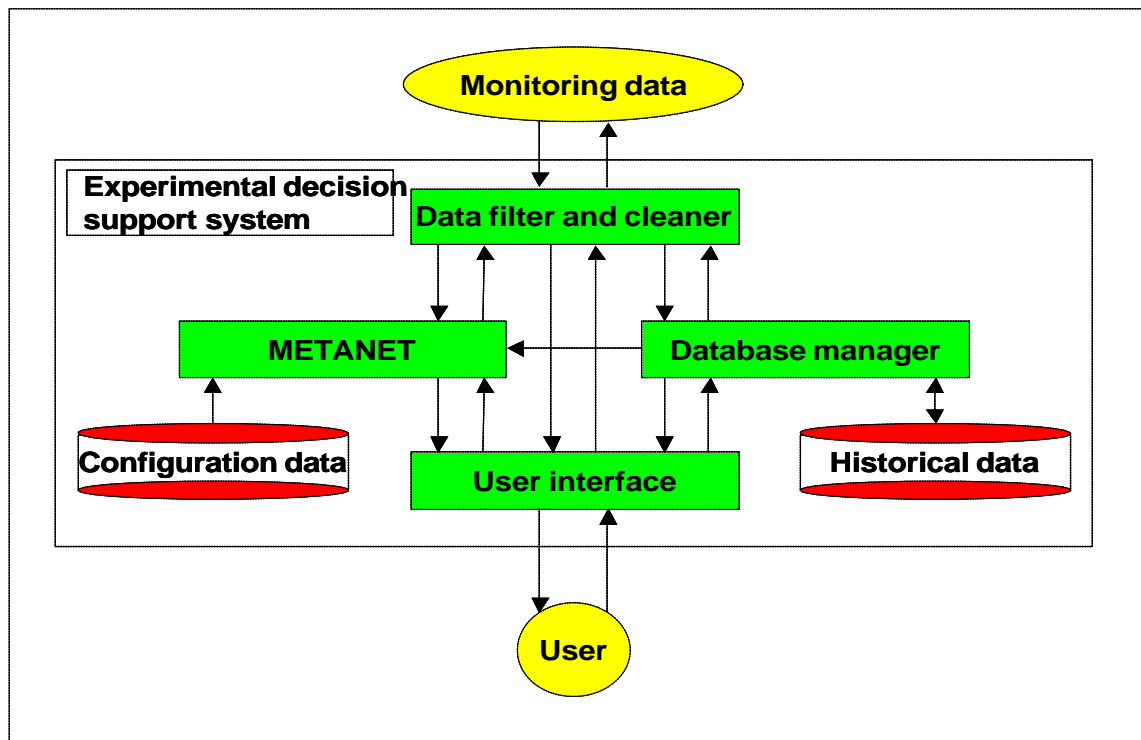 Monitoring data
Experimental decision
support system
Data filter and cleaner
METANET
Database manager
Configuration data
Historical data
User interface
User